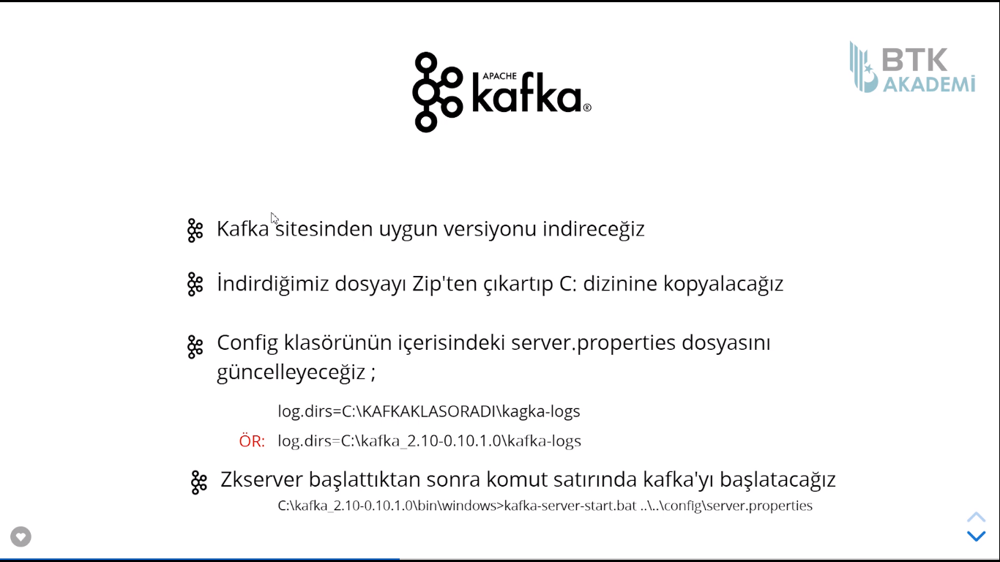 APACHE
kafka®
BTK
AKADEMİ
Kafka sitesinden uygun versiyonu indireceğiz
İndirdiğimiz dosyayı Zip'ten çıkartıp C: dizinine kopyalacağız
Config klasörünün içerisindeki server.properties dosyasını
güncelleyeceğiz ;
log.dirs=C:\KAFKAKLASORADI\kagka-logs
ÖR: log.dirs=C:\kafka_2.10-0.10.1.0\kafka-logs
Zkserver başlattıktan sonra komut satırında kafka'yı başlatacağız
C:\kafka_2.10-0.10.1.0\bin\windows>kafka-server-start.bat ..\..\config\server.properties